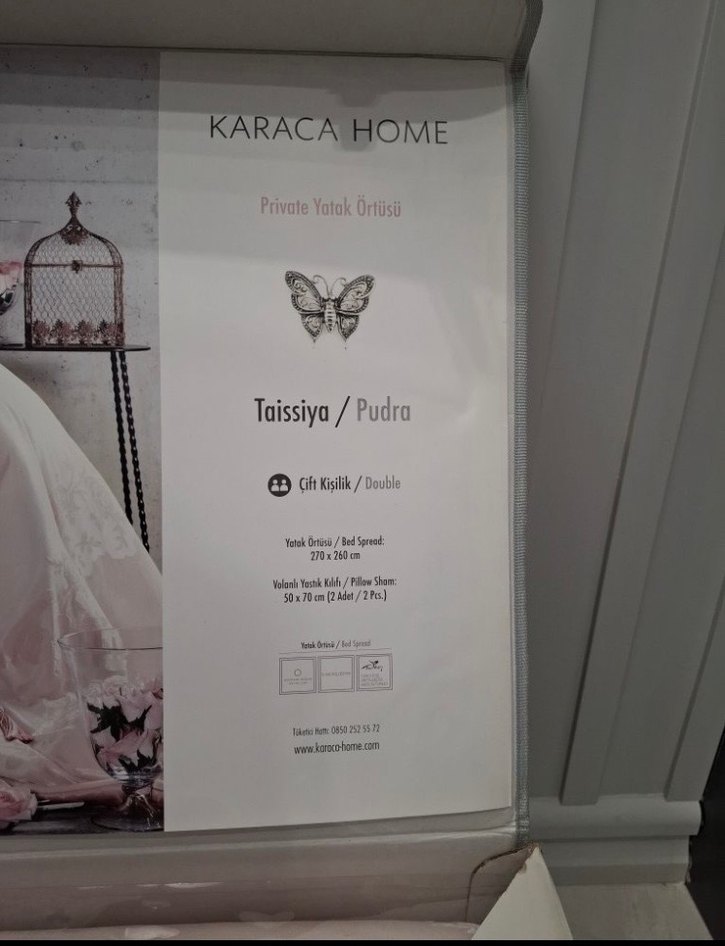 KARACA HOME
Private Yatak Örtüsü
Taissiya / Pudra
Çift Kişilik / Double
Yatak Örtüsü / Bed Spread:
270 x 260 cm
Volanlı Yastık Kılıfı / Pillow Sham:
50 x 70 cm (2 Adet / 2 Pcs.)
Yatak Örtüsü / Bed Spread
Tüketici Hattı: 0850 252 55 72
www.karaca-home.com